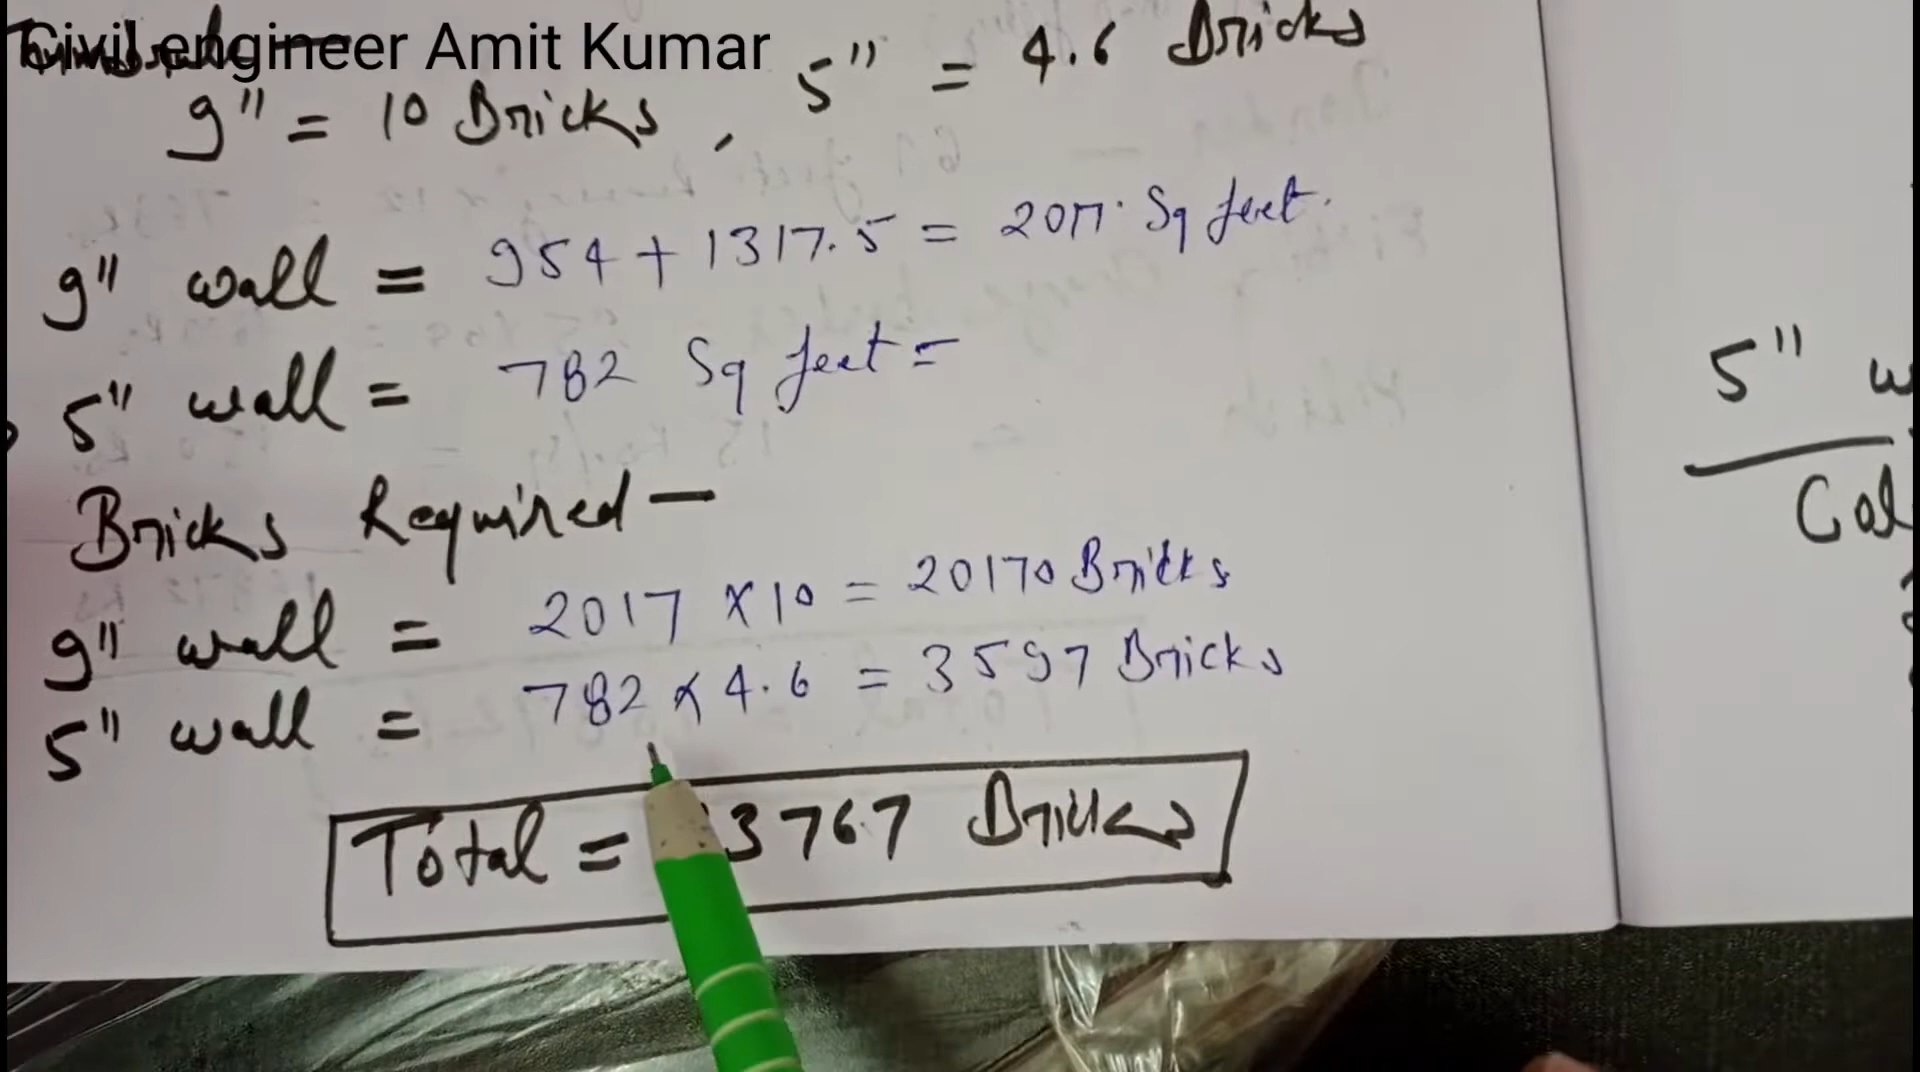 Civil engineer Amit Kumar
9" = 10 Bricks, 5" = 4.6 Bricks
9" wall = 954 + 1317.5 = 2017. Sq feet.
5" wall = 782 Sq feet =
Bricks Required —
9" wall = 2017 × 10 = 20170 Bricks
5" wall = 782 × 4.6 = 3597 Bricks
Total = 3767 Bricks
5"